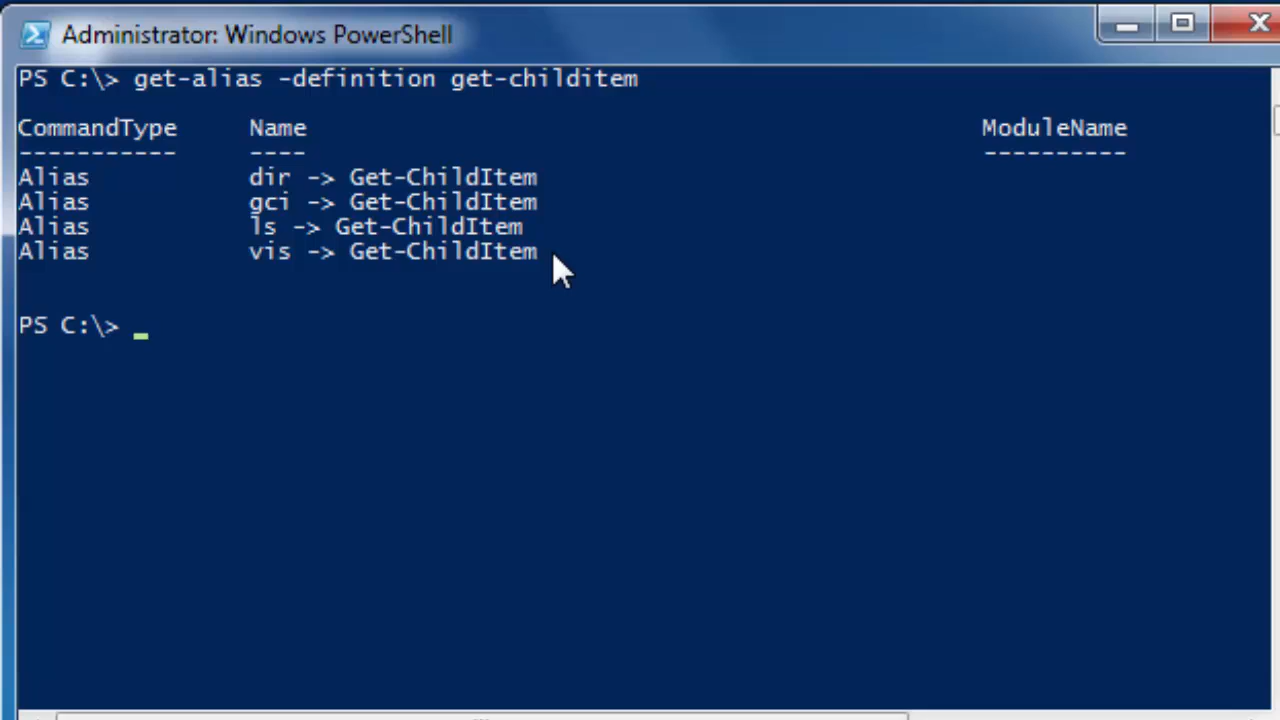 Administrator: Windows PowerShell
PS C:\> get-alias -definition get-childitem
CommandType Name ModuleName
----------- ---- ----------
Alias dir -> Get-ChildItem
Alias gci -> Get-ChildItem
Alias ls -> Get-ChildItem
Alias vis -> Get-ChildItem
PS C:\> _